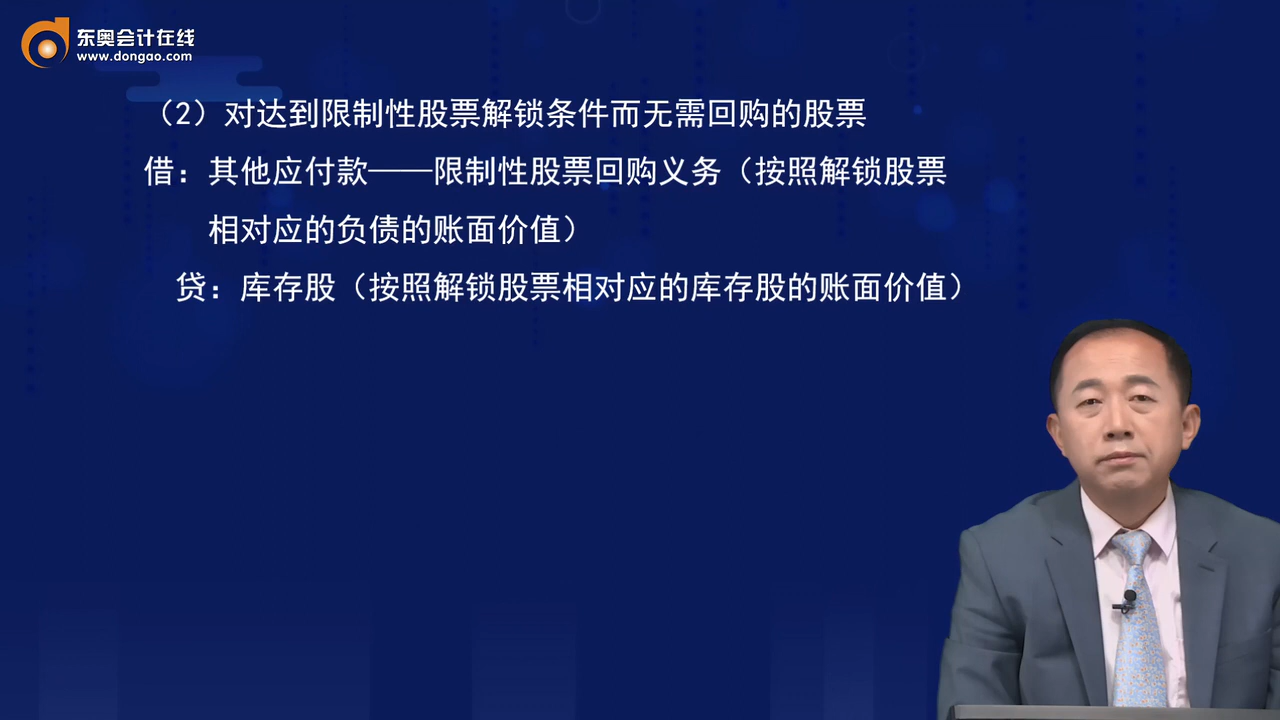 东奥会计在线
www.dongao.com
（2）对达到限制性股票解锁条件而无需回购的股票
借：其他应付款——限制性股票回购义务（按照解锁股票
相对应的负债的账面价值）
贷：库存股（按照解锁股票相对应的库存股的账面价值）